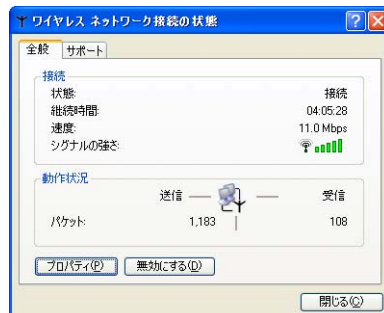 ワイヤレス ネットワーク接続の状態
全般 サポート
接続
状態: 接続
継続時間: 04:05:28
速度: 11.0 Mbps
シグナルの強さ:
動作状況
送信 受信
パケット: 1,183 108
プロパティ(P) 無効にする(D)
閉じる(C)